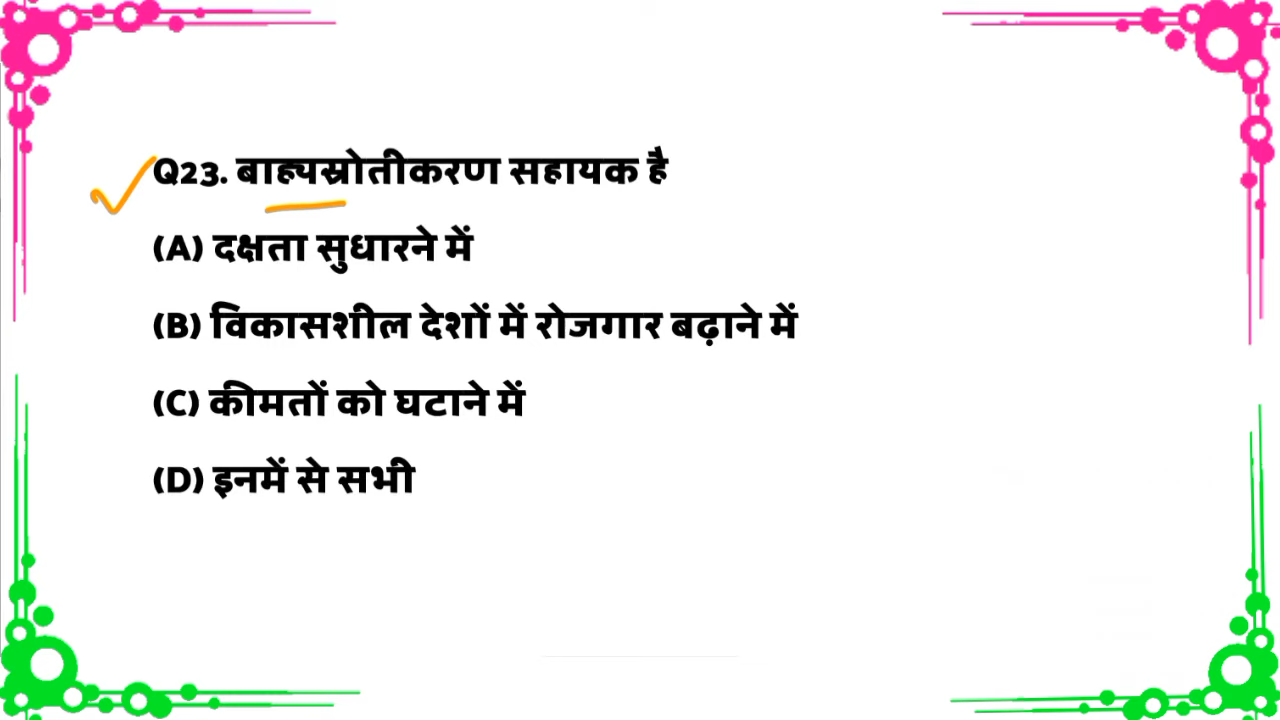 Q23. बाह्यस्रोतीकरण सहायक है
(A) दक्षता सुधारने में
(B) विकासशील देशों में रोजगार बढ़ाने में
(C) कीमतों को घटाने में
(D) इनमें से सभी